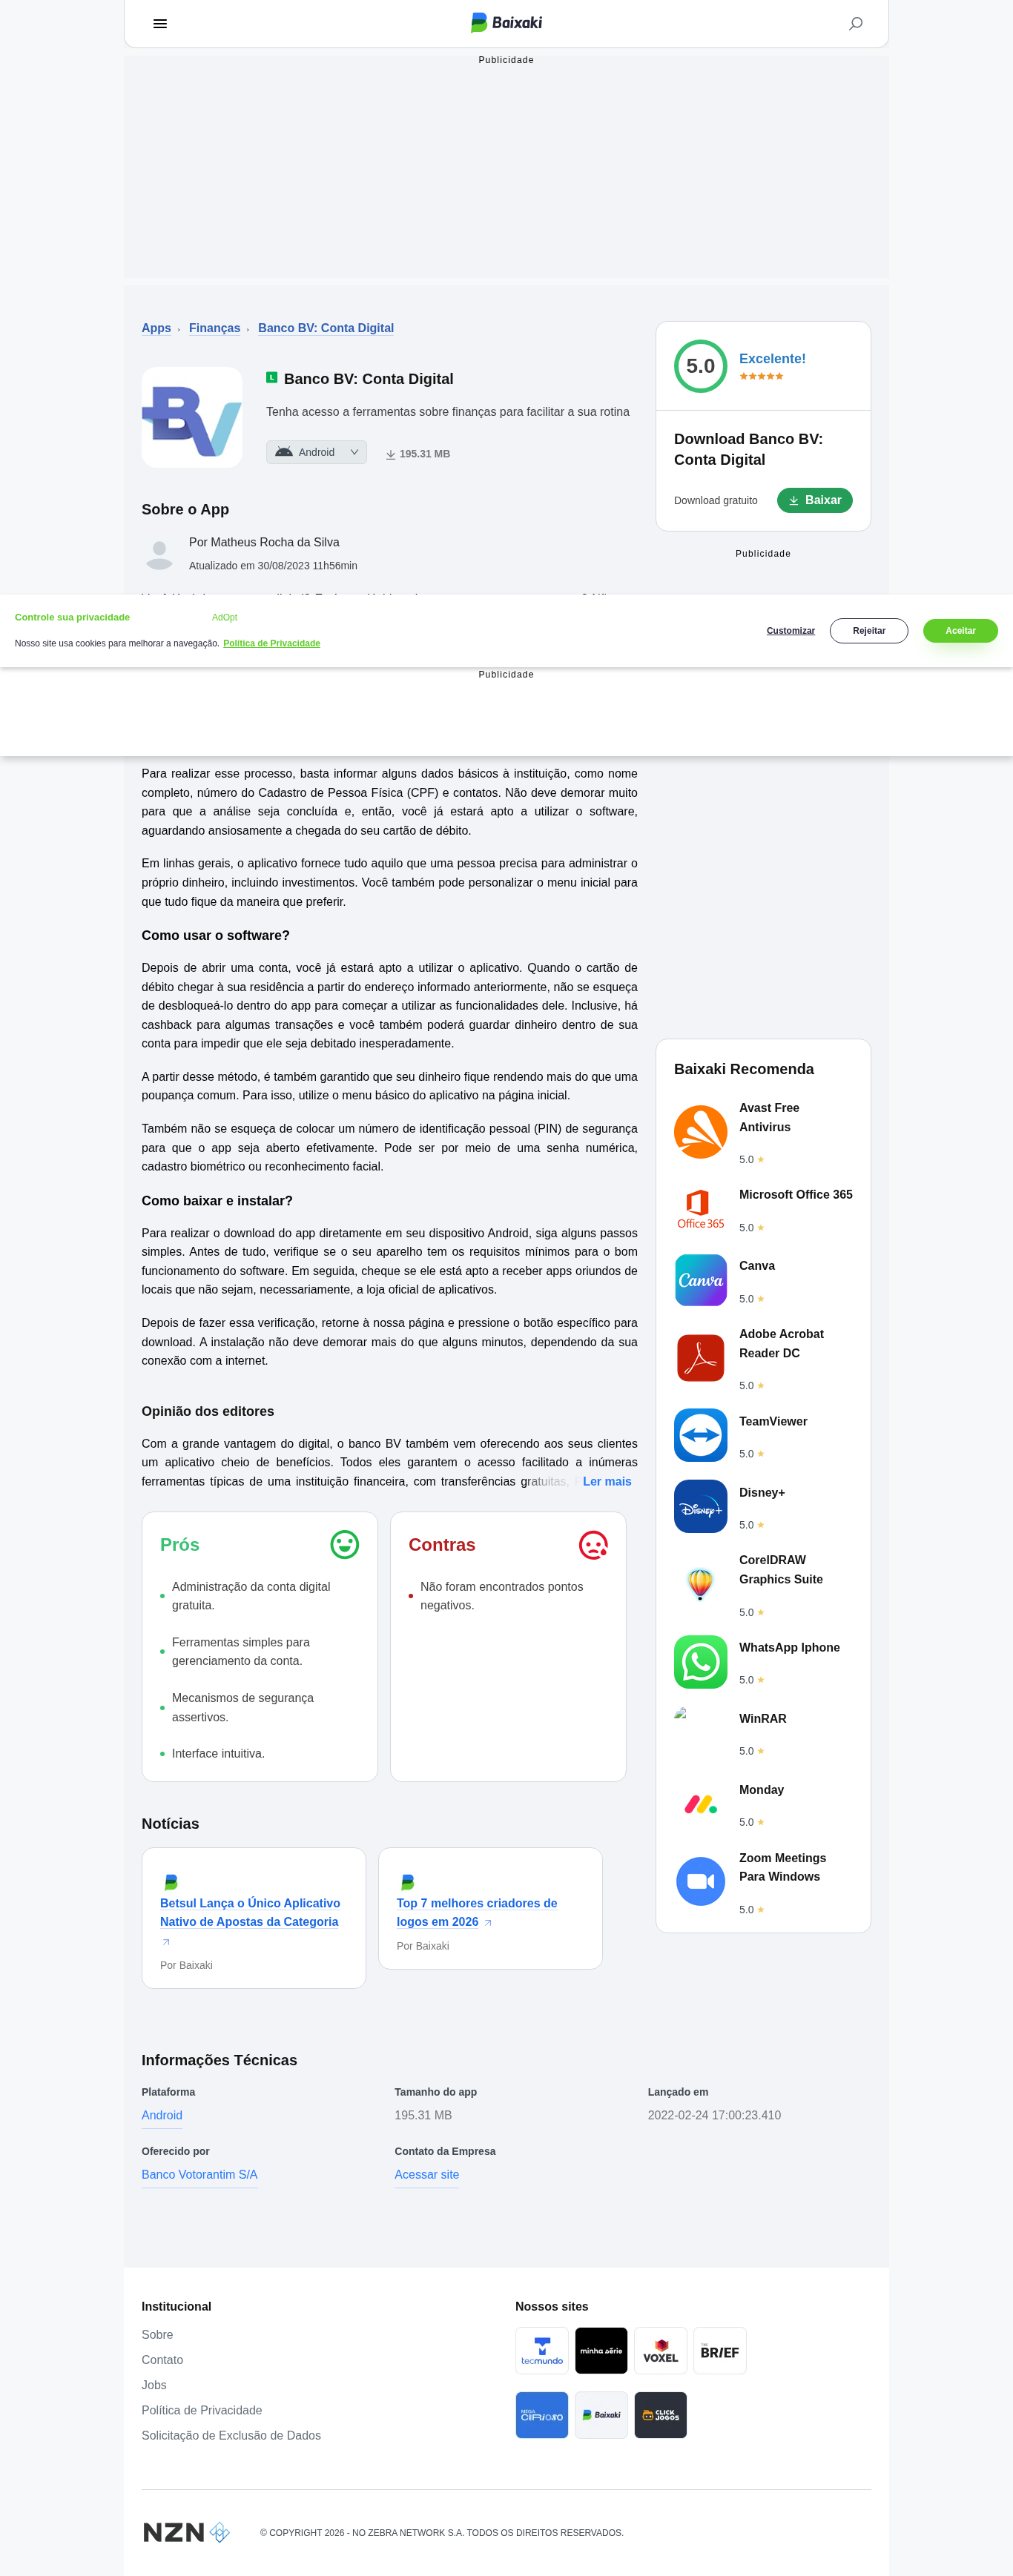 Baixaki
Publicidade
Apps › Finanças › Banco BV: Conta Digital
BV
L Banco BV: Conta Digital
Tenha acesso a ferramentas sobre finanças para facilitar a sua rotina
Android
195.31 MB
5.0
Excelente!
Download Banco BV:
Conta Digital
Download gratuito
Baixar
Publicidade
Sobre o App
Por Matheus Rocha da Silva
Atualizado em 30/08/2023 11h56min
Controle sua privacidade
AdOpt
Nosso site usa cookies para melhorar a navegação. Política de Privacidade
Customizar
Rejeitar
Aceitar
Publicidade
Para realizar esse processo, basta informar alguns dados básicos à instituição, como nome
completo, número do Cadastro de Pessoa Física (CPF) e contatos. Não deve demorar muito
para que a análise seja concluída e, então, você já estará apto a utilizar o software,
aguardando ansiosamente a chegada do seu cartão de débito.
Em linhas gerais, o aplicativo fornece tudo aquilo que uma pessoa precisa para administrar o
próprio dinheiro, incluindo investimentos. Você também pode personalizar o menu inicial para
que tudo fique da maneira que preferir.
Como usar o software?
Depois de abrir uma conta, você já estará apto a utilizar o aplicativo. Quando o cartão de
débito chegar à sua residência a partir do endereço informado anteriormente, não se esqueça
de desbloqueá-lo dentro do app para começar a utilizar as funcionalidades dele. Inclusive, há
cashback para algumas transações e você também poderá guardar dinheiro dentro de sua
conta para impedir que ele seja debitado inesperadamente.
A partir desse método, é também garantido que seu dinheiro fique rendendo mais do que uma
poupança comum. Para isso, utilize o menu básico do aplicativo na página inicial.
Também não se esqueça de colocar um número de identificação pessoal (PIN) de segurança
para que o app seja aberto efetivamente. Pode ser por meio de uma senha numérica,
cadastro biométrico ou reconhecimento facial.
Como baixar e instalar?
Para realizar o download do app diretamente em seu dispositivo Android, siga alguns passos
simples. Antes de tudo, verifique se o seu aparelho tem os requisitos mínimos para o bom
funcionamento do software. Em seguida, cheque se ele está apto a receber apps oriundos de
locais que não sejam, necessariamente, a loja oficial de aplicativos.
Depois de fazer essa verificação, retorne à nossa página e pressione o botão específico para
download. A instalação não deve demorar mais do que alguns minutos, dependendo da sua
conexão com a internet.
Opinião dos editores
Com a grande vantagem do digital, o banco BV também vem oferecendo aos seus clientes
um aplicativo cheio de benefícios. Todos eles garantem o acesso facilitado a inúmeras
ferramentas típicas de uma instituição financeira, com transferências gratuitas, Ler mais
Prós
Administração da conta digital
gratuita.
Ferramentas simples para
gerenciamento da conta.
Mecanismos de segurança
assertivos.
Interface intuitiva.
Contras
Não foram encontrados pontos
negativos.
Baixaki Recomenda
Avast Free
Antivirus
5.0
Office 365
Microsoft Office 365
5.0
Canva
Canva
5.0
Adobe Acrobat
Reader DC
5.0
TeamViewer
5.0
Disney+
Disney+
5.0
CorelDRAW
Graphics Suite
5.0
WhatsApp Iphone
5.0
WinRAR
5.0
Monday
5.0
Zoom Meetings
Para Windows
5.0
Notícias
Betsul Lança o Único Aplicativo
Nativo de Apostas da Categoria
Por Baixaki
Top 7 melhores criadores de
logos em 2026
Por Baixaki
Informações Técnicas
Plataforma
Android
Tamanho do app
195.31 MB
Lançado em
2022-02-24 17:00:23.410
Oferecido por
Banco Votorantim S/A
Contato da Empresa
Acessar site
Institucional
Sobre
Contato
Jobs
Política de Privacidade
Solicitação de Exclusão de Dados
Nossos sites
tecmundo
minha série
VOXEL
THE BRIEF
Baixaki
CLICK JOGOS
NZN
© COPYRIGHT 2026 - NO ZEBRA NETWORK S.A. TODOS OS DIREITOS RESERVADOS.